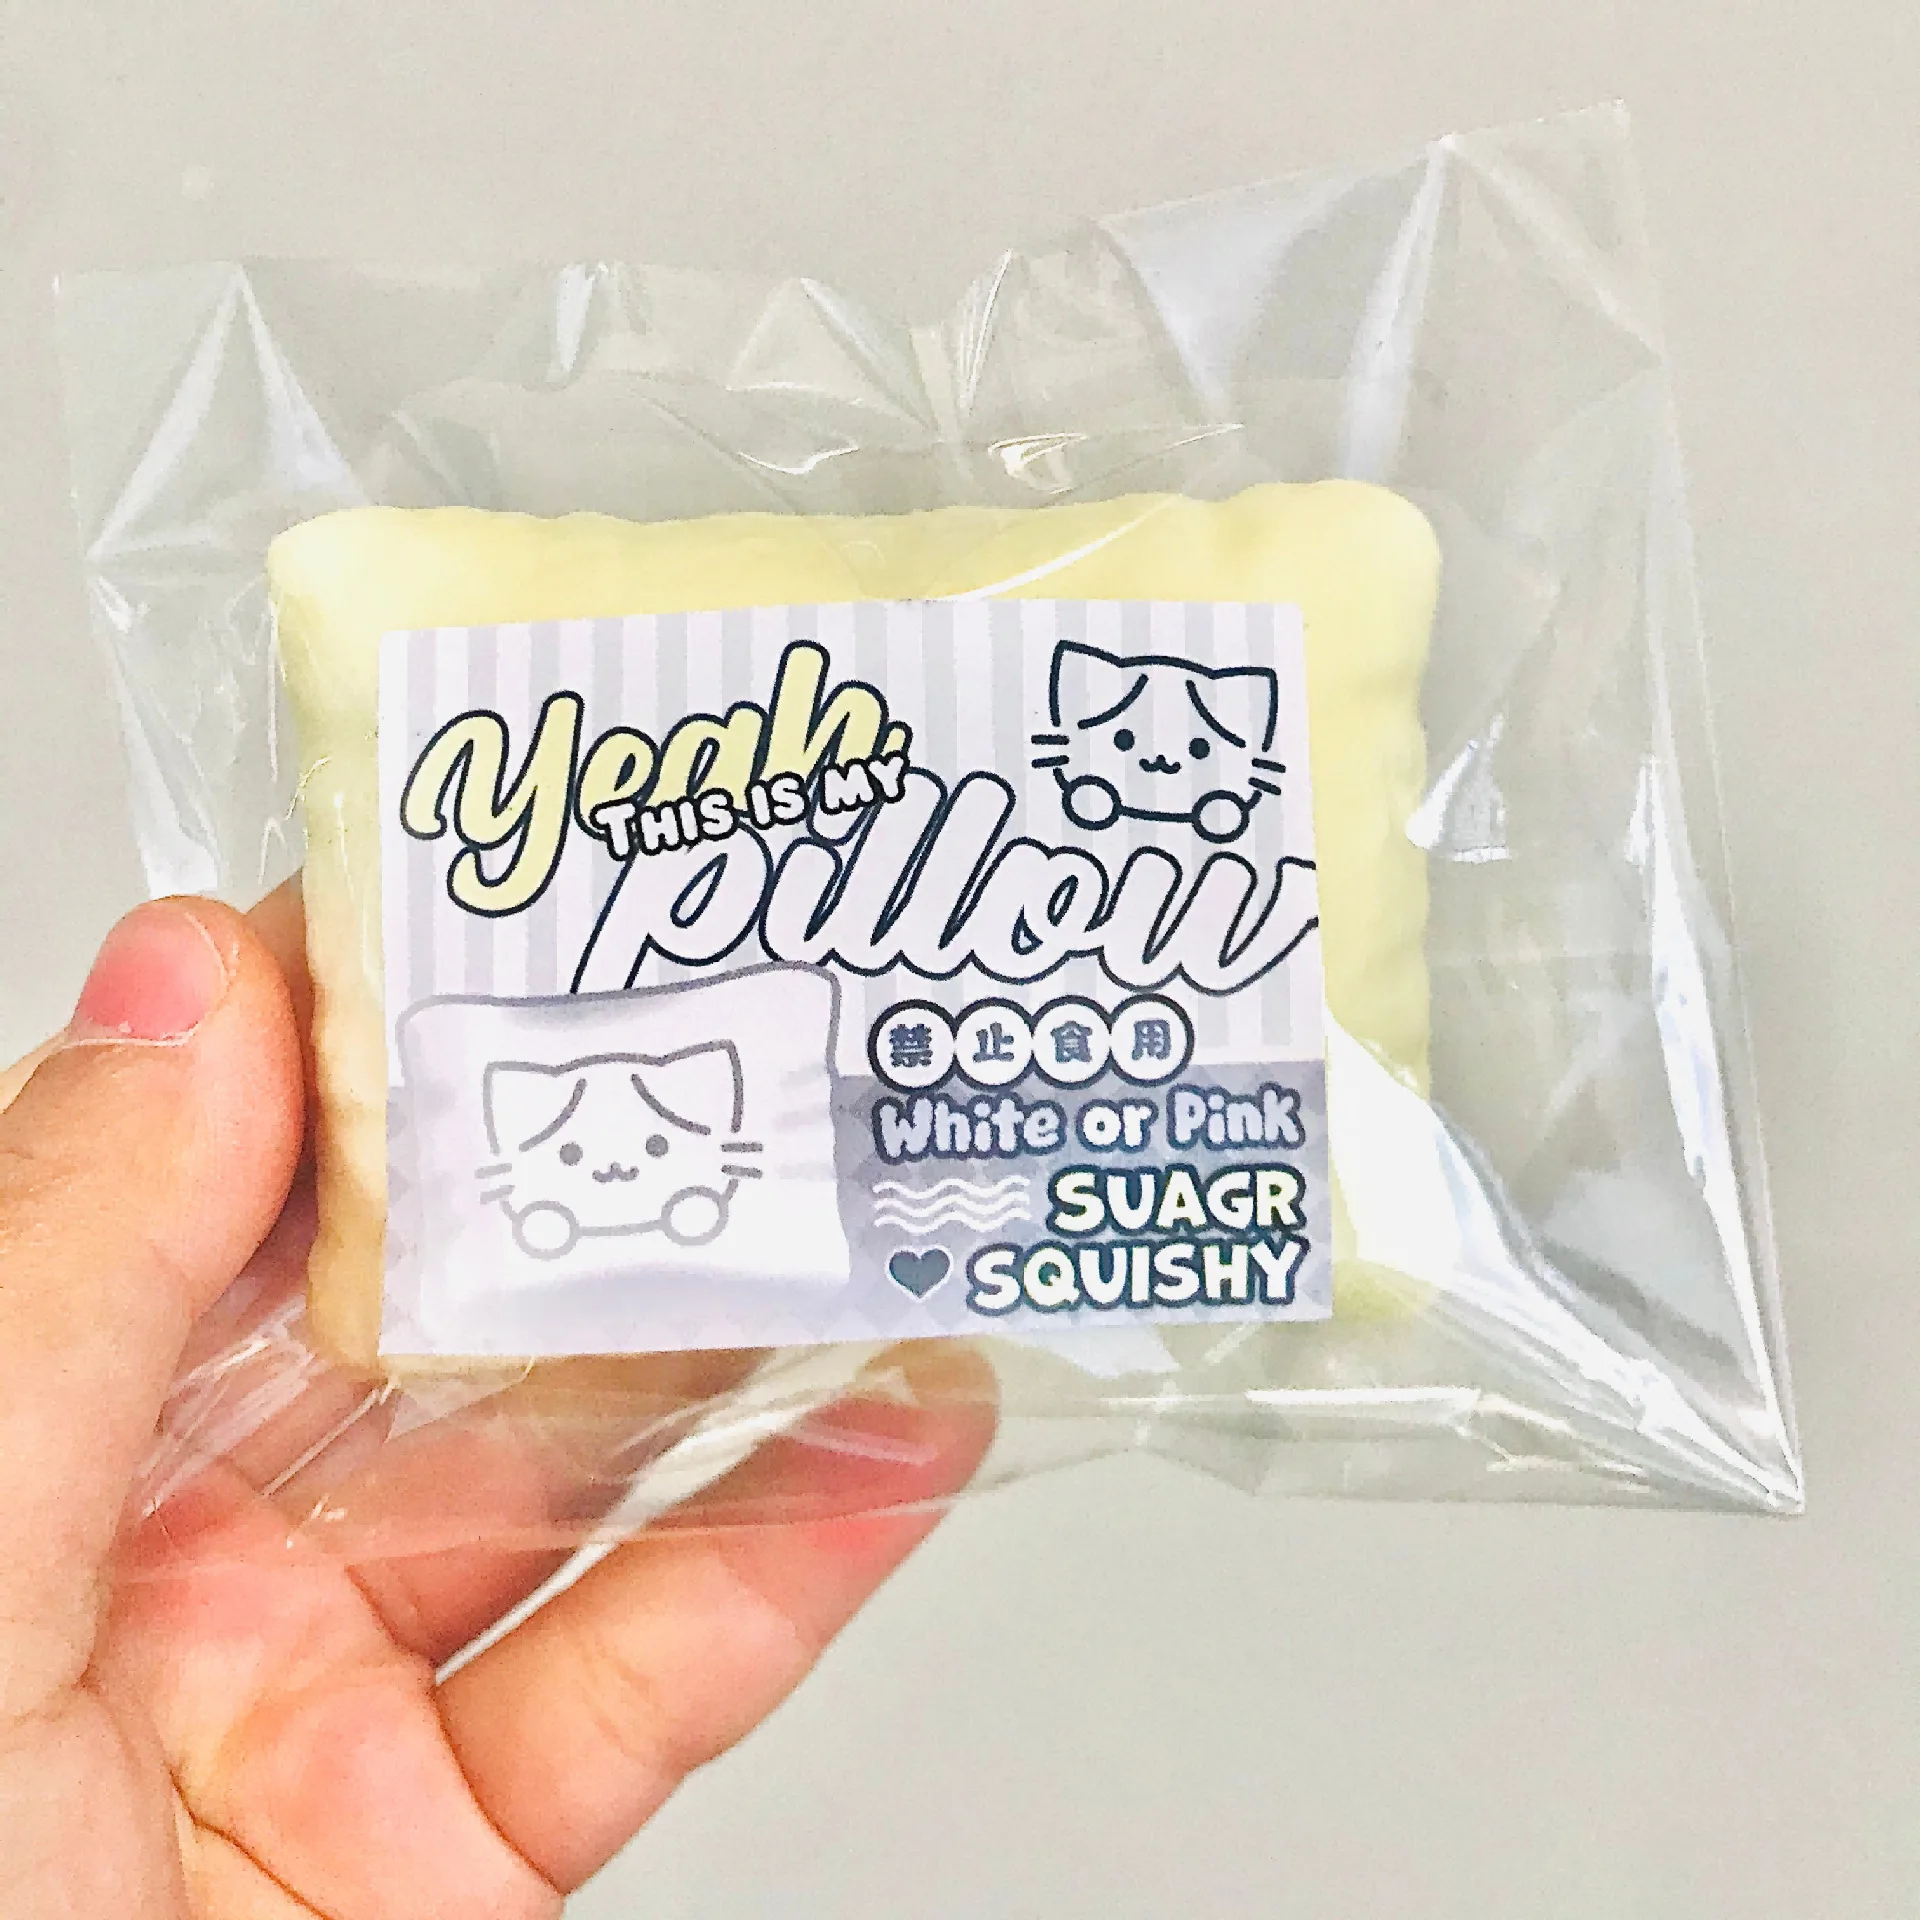 Yeah,
THIS IS MY
pillow
禁止食用
White or Pink
SUAGR
SQUISHY